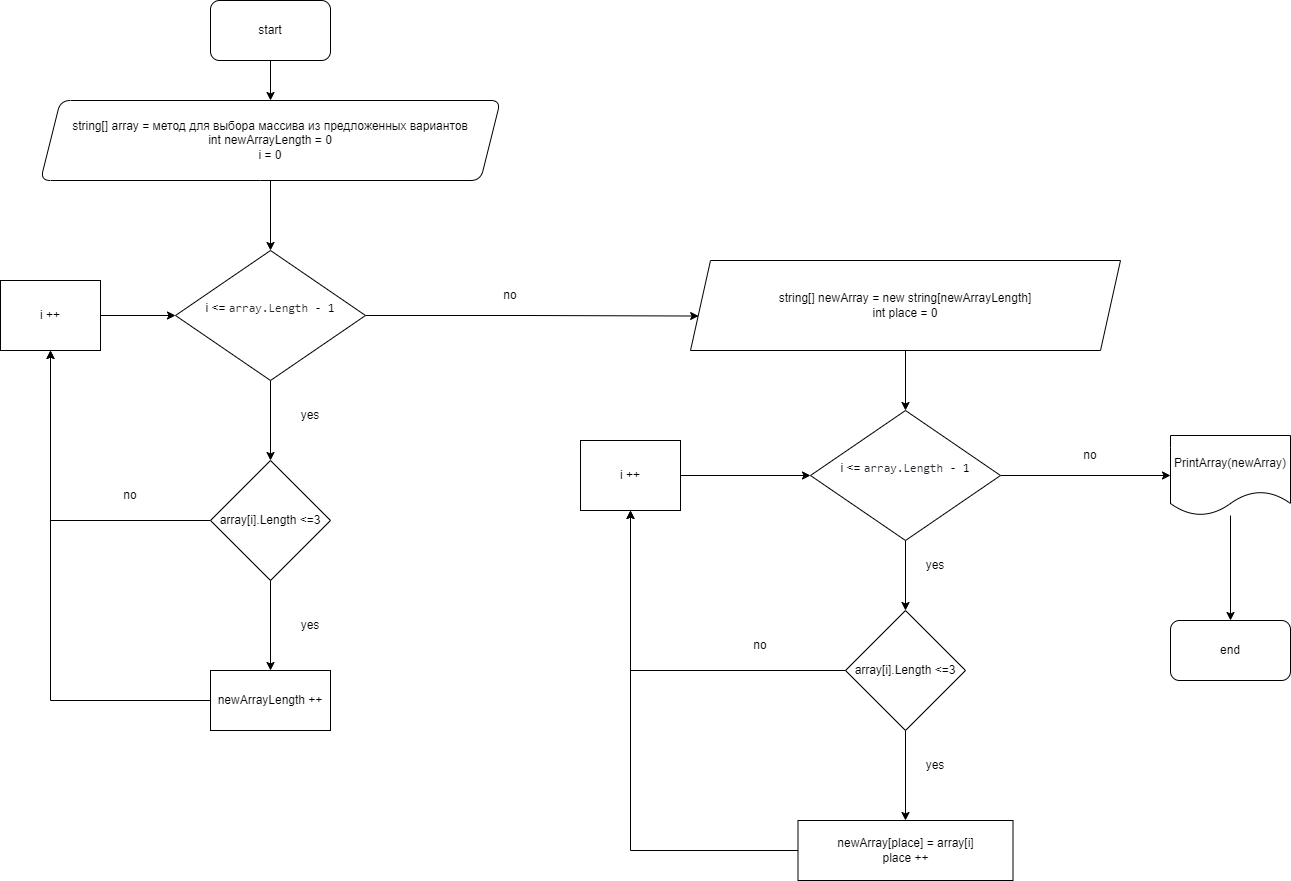 start
string[] array = метод для выбора массива из предложенных вариантов
int newArrayLength = 0
i = 0
i ++
i <= array.Length - 1
no
string[] newArray = new string[newArrayLength]
int place = 0
yes
no
array[i].Length <=3
yes
newArrayLength ++
i ++
i <= array.Length - 1
no
PrintArray(newArray)
yes
no
array[i].Length <=3
end
yes
newArray[place] = array[i]
place ++